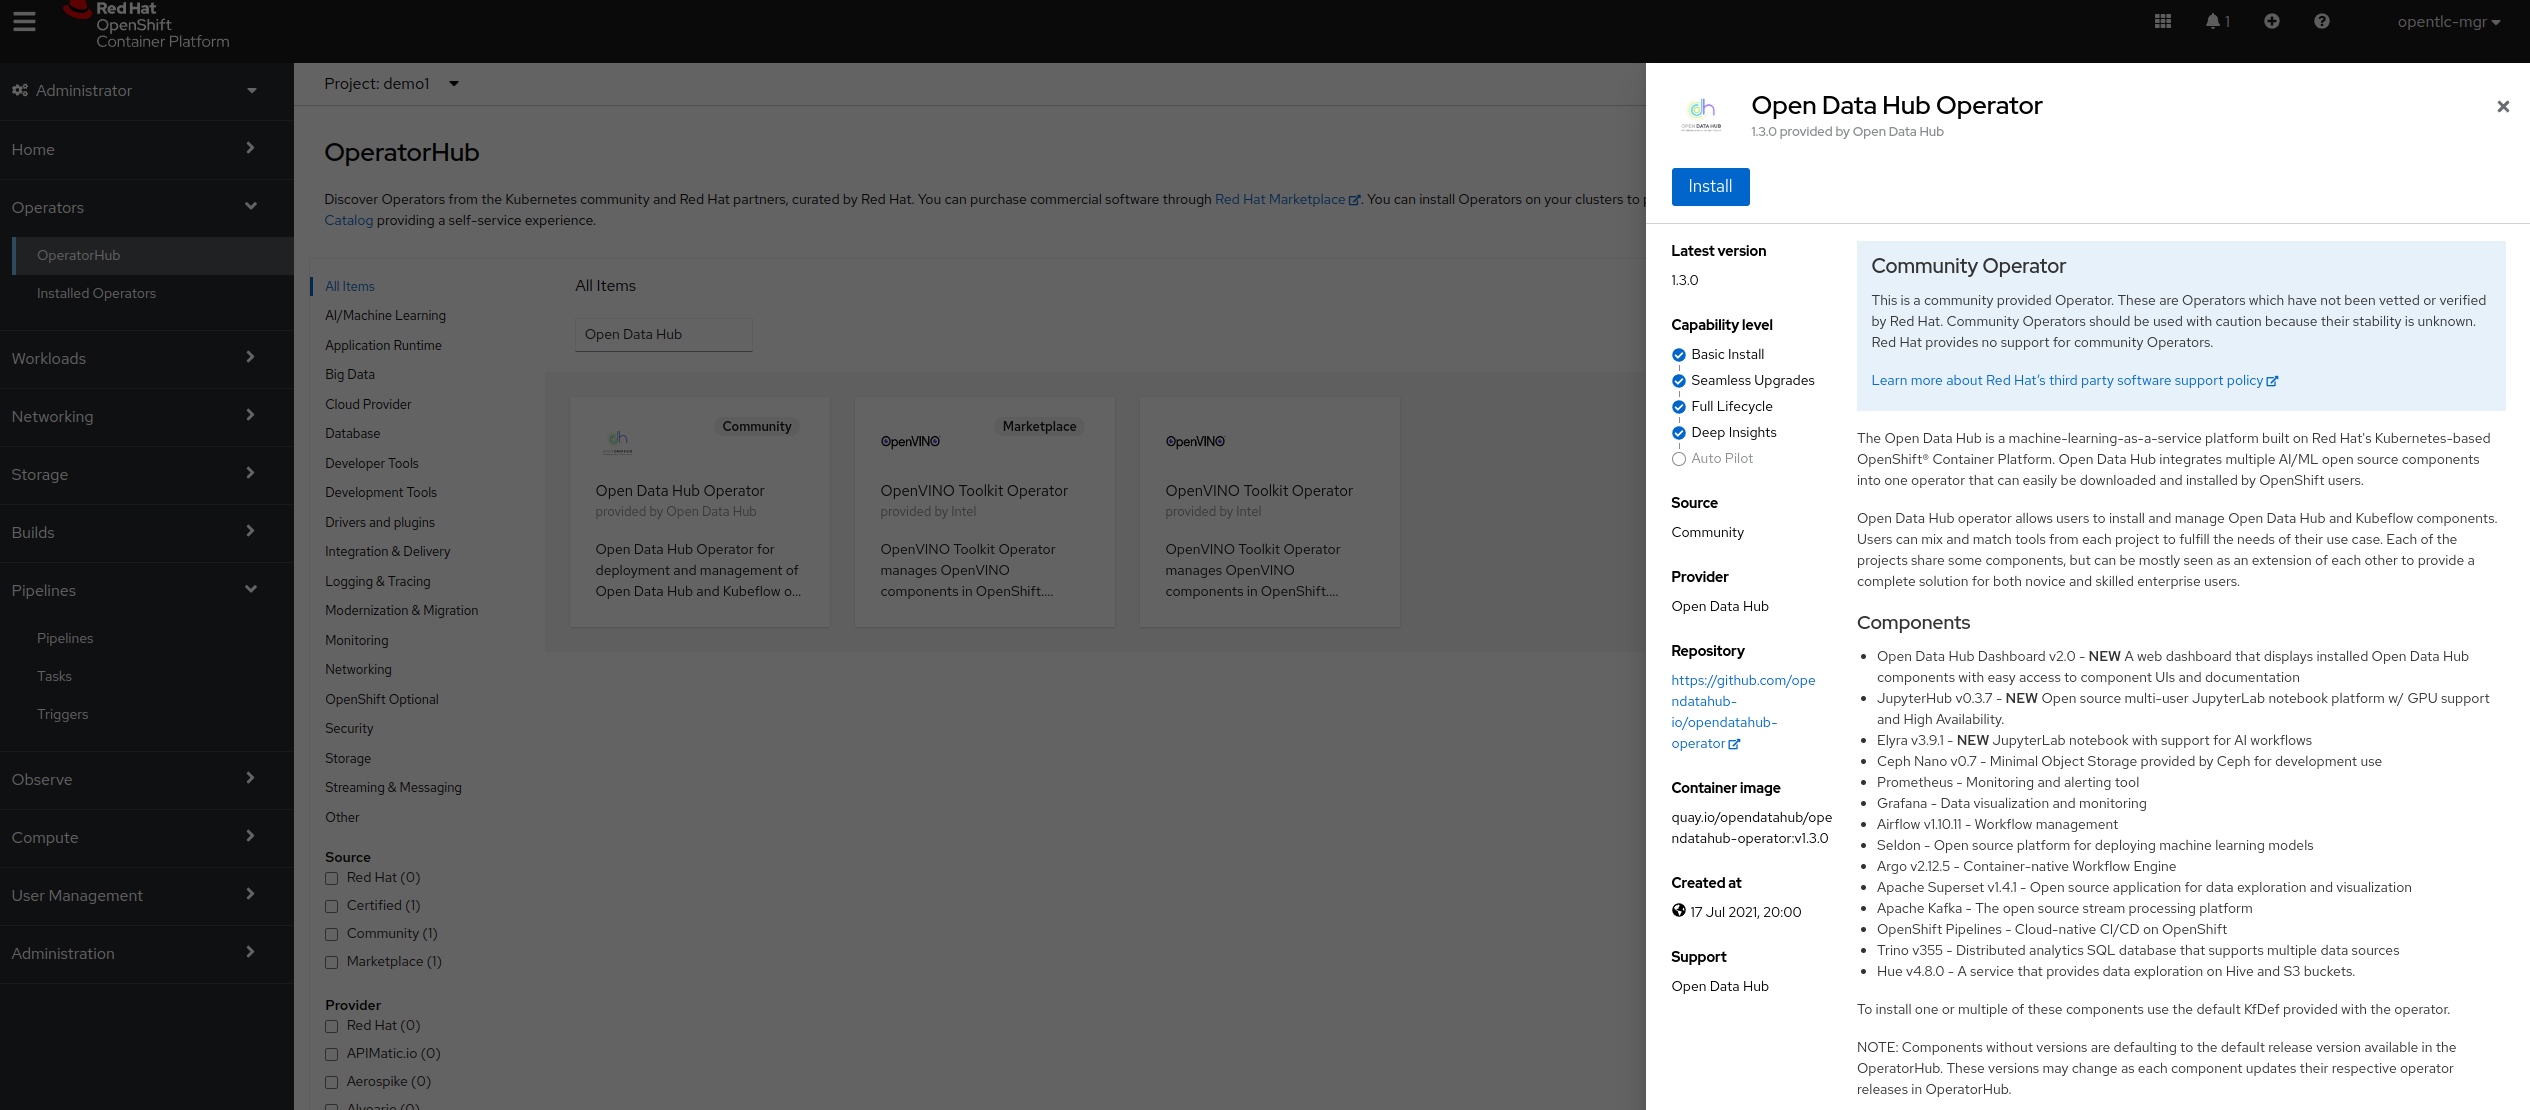 Red Hat
OpenShift
Container Platform
1
opentlc-mgr
Administrator
Home
Operators
OperatorHub
Installed Operators
Workloads
Networking
Storage
Builds
Pipelines
Pipelines
Tasks
Triggers
Observe
Compute
User Management
Administration
Project: demo1
OperatorHub
Discover Operators from the Kubernetes community and Red Hat partners, curated by Red Hat. You can purchase commercial software through Red Hat Marketplace. You can install Operators on your clusters to
Catalog providing a self-service experience.
All Items
AI/Machine Learning
Application Runtime
Big Data
Cloud Provider
Database
Developer Tools
Development Tools
Drivers and plugins
Integration & Delivery
Logging & Tracing
Modernization & Migration
Monitoring
Networking
OpenShift Optional
Security
Storage
Streaming & Messaging
Other
Source
Red Hat (0)
Certified (1)
Community (1)
Marketplace (1)
Provider
Red Hat (0)
APIMatic.io (0)
Aerospike (0)
All Items
Open Data Hub
Community
Open Data Hub Operator
provided by Open Data Hub
Open Data Hub Operator for
deployment and management of
Open Data Hub and Kubeflow o...
OpenVINO
Marketplace
OpenVINO Toolkit Operator
provided by Intel
OpenVINO Toolkit Operator
manages OpenVINO
components in OpenShift....
OpenVINO
OpenVINO Toolkit Operator
provided by Intel
OpenVINO Toolkit Operator
manages OpenVINO
components in OpenShift....
OPEN DATA HUB
Open Data Hub Operator
1.3.0 provided by Open Data Hub
Install
Latest version
1.3.0
Capability level
Basic Install
Seamless Upgrades
Full Lifecycle
Deep Insights
Auto Pilot
Source
Community
Provider
Open Data Hub
Repository
https://github.com/ope
ndatahub-
io/opendatahub-
operator
Container image
quay.io/opendatahub/ope
ndatahub-operator:v1.3.0
Created at
17 Jul 2021, 20:00
Support
Open Data Hub
Community Operator
This is a community provided Operator. These are Operators which have not been vetted or verified
by Red Hat. Community Operators should be used with caution because their stability is unknown.
Red Hat provides no support for community Operators.
Learn more about Red Hat's third party software support policy
The Open Data Hub is a machine-learning-as-a-service platform built on Red Hat's Kubernetes-based
OpenShift® Container Platform. Open Data Hub integrates multiple AI/ML open source components
into one operator that can easily be downloaded and installed by OpenShift users.
Open Data Hub operator allows users to install and manage Open Data Hub and Kubeflow components.
Users can mix and match tools from each project to fulfill the needs of their use case. Each of the
projects share some components, but can be mostly seen as an extension of each other to provide a
complete solution for both novice and skilled enterprise users.
Components
• Open Data Hub Dashboard v2.0 - NEW A web dashboard that displays installed Open Data Hub
components with easy access to component UIs and documentation
• JupyterHub v0.3.7 - NEW Open source multi-user JupyterLab notebook platform w/ GPU support
and High Availability.
• Elyra v3.9.1 - NEW JupyterLab notebook with support for AI workflows
• Ceph Nano v0.7 - Minimal Object Storage provided by Ceph for development use
• Prometheus - Monitoring and alerting tool
• Grafana - Data visualization and monitoring
• Airflow v1.10.11 - Workflow management
• Seldon - Open source platform for deploying machine learning models
• Argo v2.12.5 - Container-native Workflow Engine
• Apache Superset v1.4.1 - Open source application for data exploration and visualization
• Apache Kafka - The open source stream processing platform
• OpenShift Pipelines - Cloud-native CI/CD on OpenShift
• Trino v355 - Distributed analytics SQL database that supports multiple data sources
• Hue v4.8.0 - A service that provides data exploration on Hive and S3 buckets.
To install one or multiple of these components use the default KfDef provided with the operator.
NOTE: Components without versions are defaulting to the default release version available in the
OperatorHub. These versions may change as each component updates their respective operator
releases in OperatorHub.